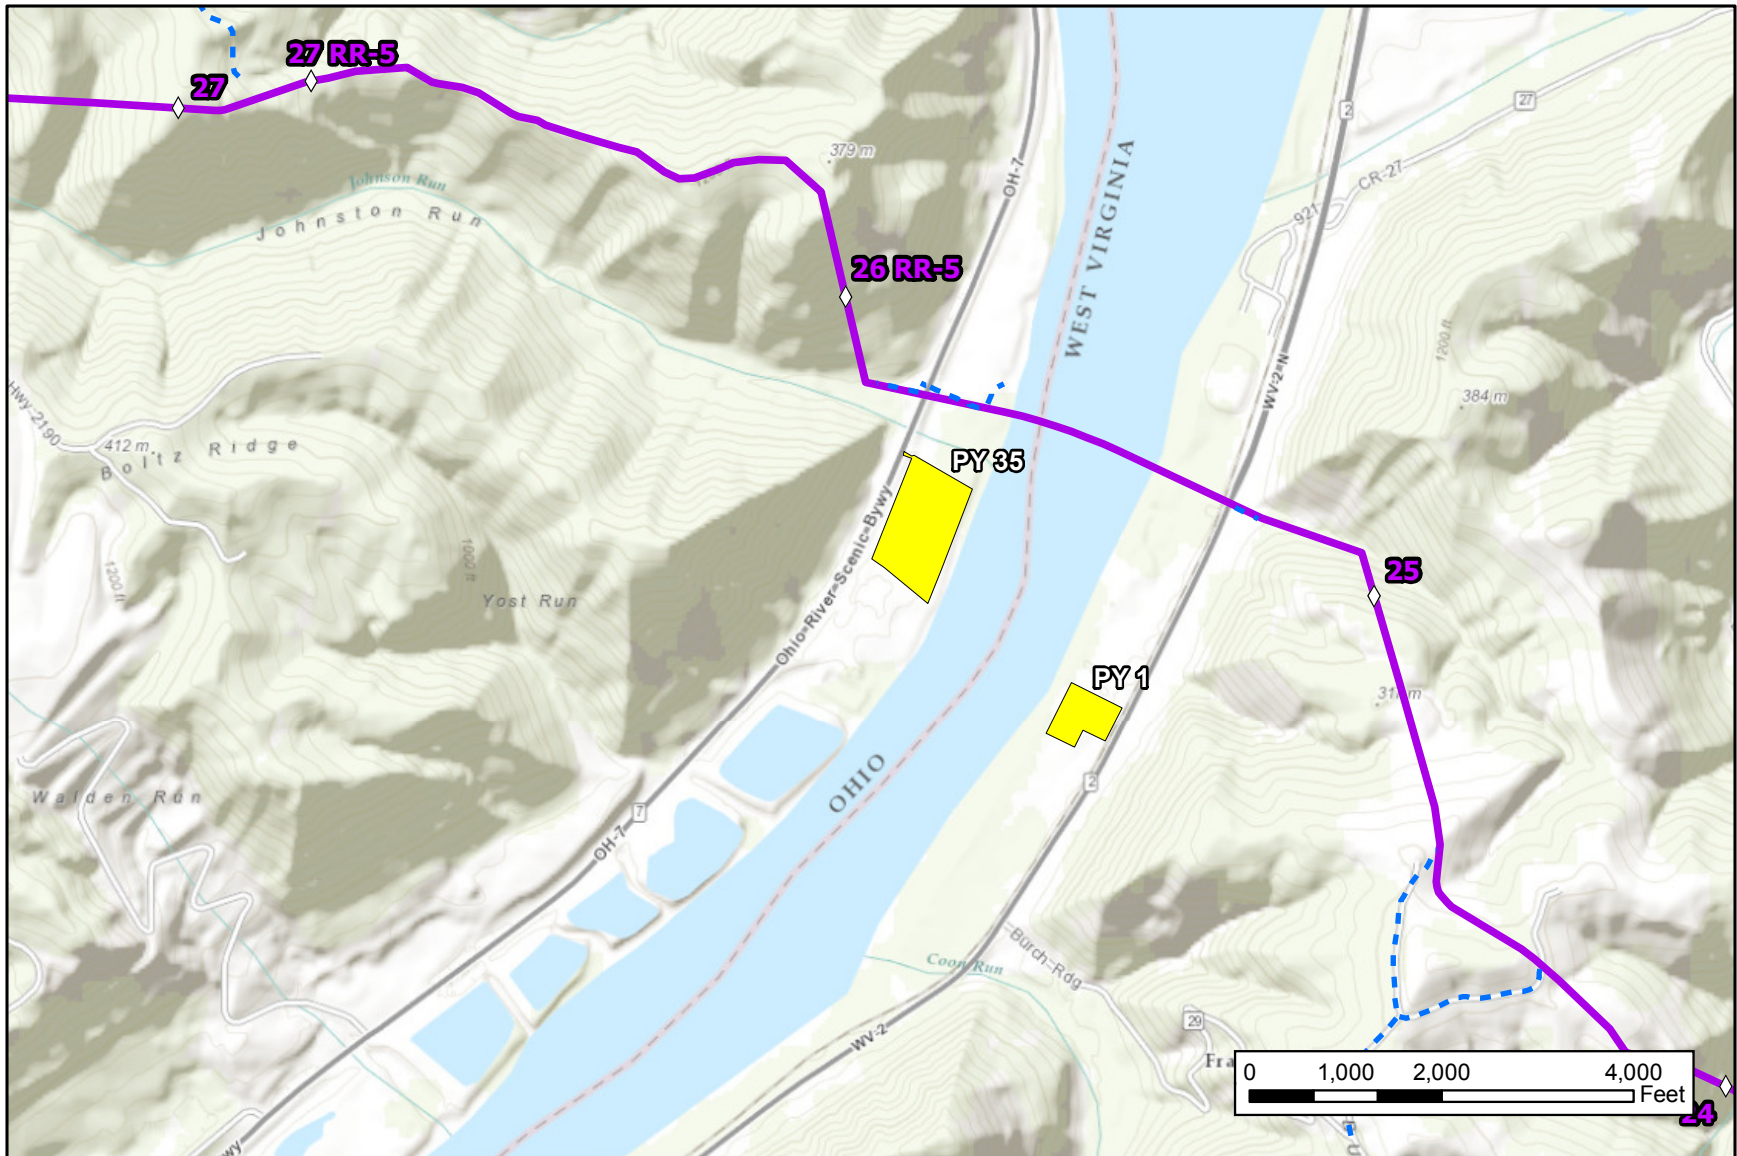 27 RR-5
27
2
27
379 m
OH-7
WEST VIRGINIA
CR-27
Johnson Run
Johnston Run
921
26 RR-5
1200 ft
WV-2-N
384 m
Hwy-2190
412 m
Boltz Ridge
PY 35
Ohio-River-Scenic-Bywy
1000 ft
1200 ft
Yost Run
25
PY 1
Walden Run
OHIO
2
7
OH-7
Burch-Rdg
Coon Run
29
WV-2
Fra
0 1,000 2,000 4,000
Feet
24
wy